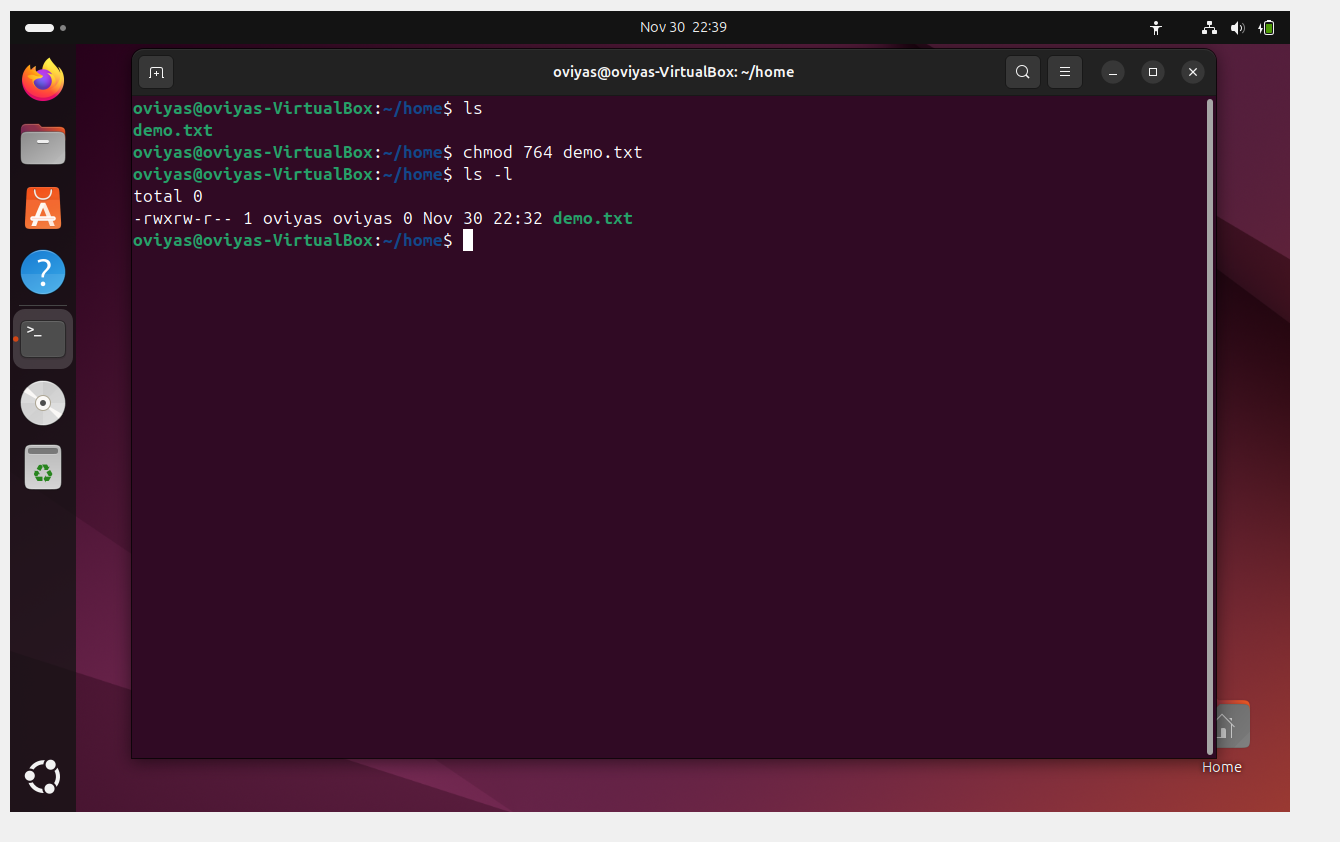 Nov 30 22:39
oviyas@oviyas-VirtualBox: ~/home
oviyas@oviyas-VirtualBox:~/home$ ls
demo.txt
oviyas@oviyas-VirtualBox:~/home$ chmod 764 demo.txt
oviyas@oviyas-VirtualBox:~/home$ ls -l
total 0
-rwxrw-r-- 1 oviyas oviyas 0 Nov 30 22:32 demo.txt
oviyas@oviyas-VirtualBox:~/home$
>_
Home